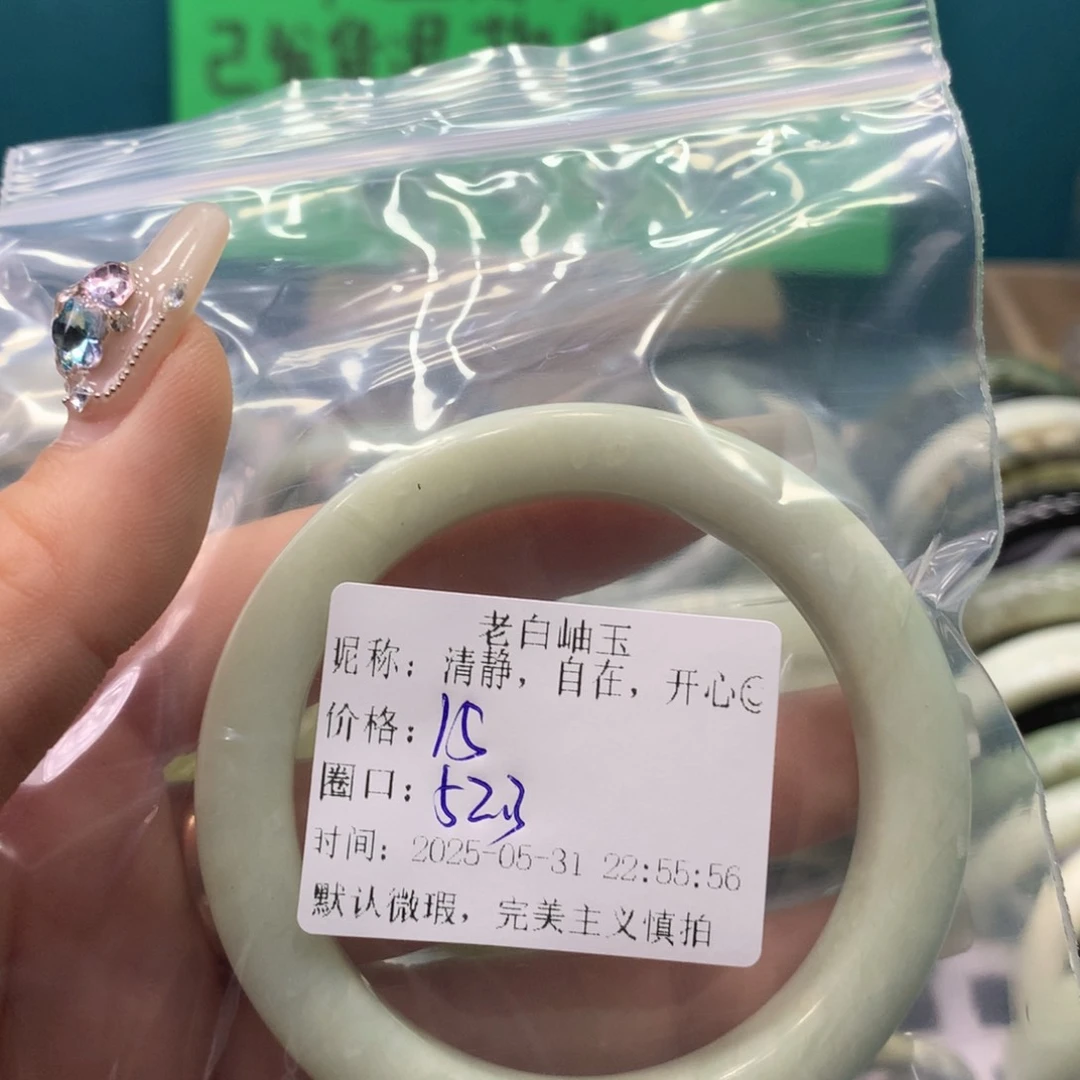 老白岫玉
昵称：清静，自在，开心
价格：15
圈口：52.3
时间：2025-05-31 22:55:56
默认微瑕，完美主义慎拍